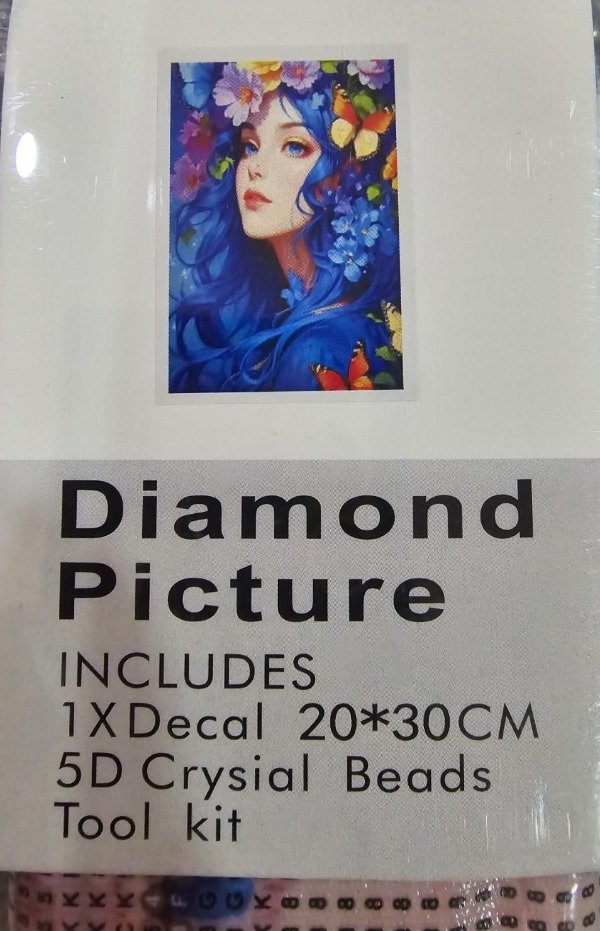 Diamond
Picture
INCLUDES
1XDecal 20*30CM
5D Crysial Beads
Tool kit